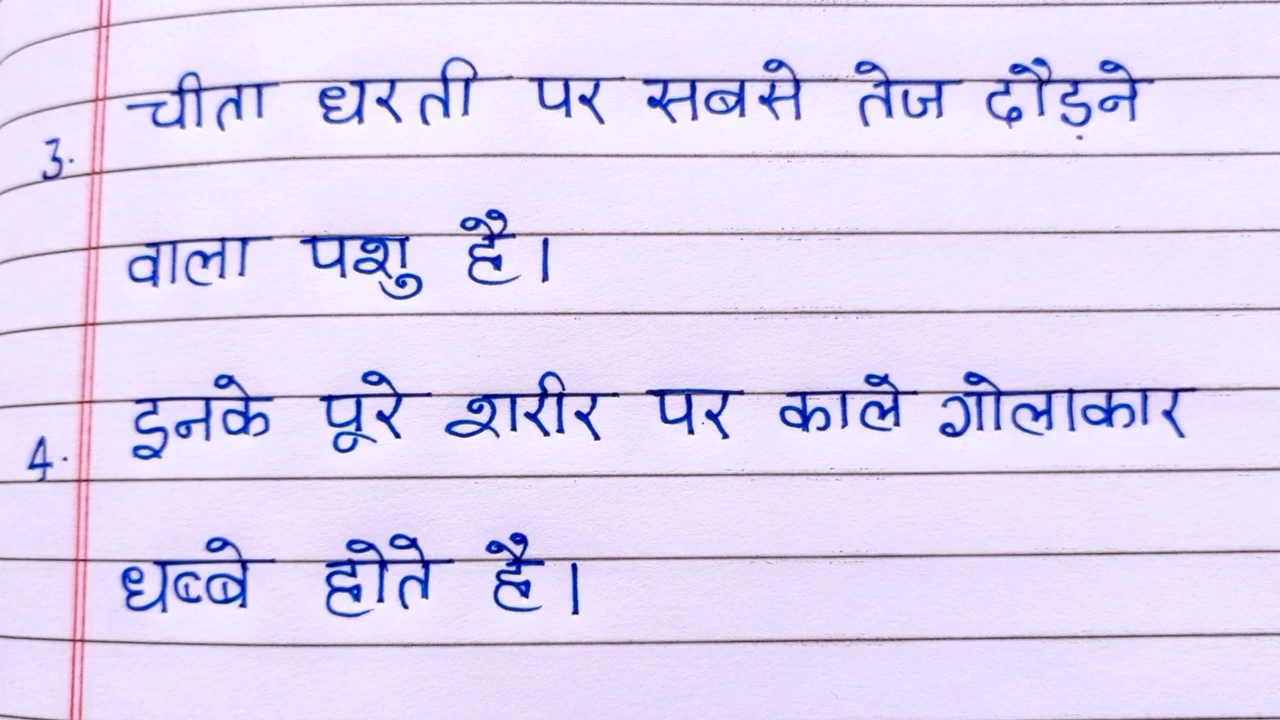 3. चीता धरती पर सबसे तेज दौड़ने
वाला पशु है।
4. इनके पूरे शरीर पर काले गोलाकार
धब्बे होते है।